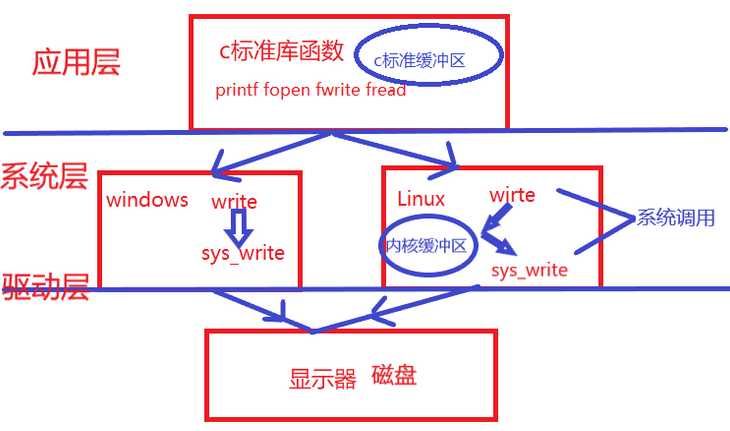 应用层
c标准库函数
c标准缓冲区
printf fopen fwrite fread
系统层
windows write
sys_write
Linux wirte
内核缓冲区
sys_write
系统调用
驱动层
显示器 磁盘